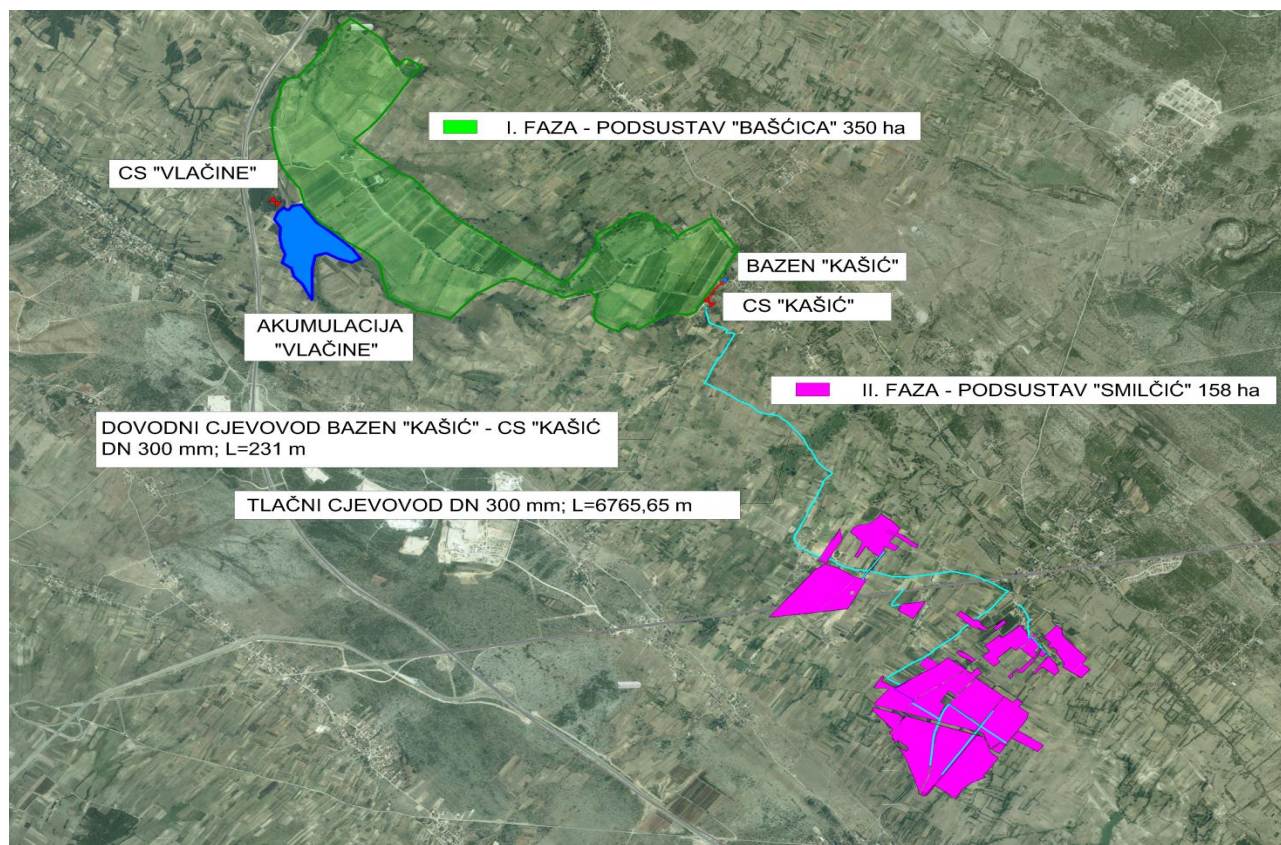 I. FAZA - PODSUSTAV "BAŠĆICA" 350 ha
CS "VLAČINE"
BAZEN "KAŠIĆ"
CS "KAŠIĆ"
AKUMULACIJA
"VLAČINE"
II. FAZA - PODSUSTAV "SMILČIĆ" 158 ha
DOVODNI CJEVOVOD BAZEN "KAŠIĆ" - CS "KAŠIĆ
DN 300 mm; L=231 m
TLAČNI CJEVOVOD DN 300 mm; L=6765,65 m